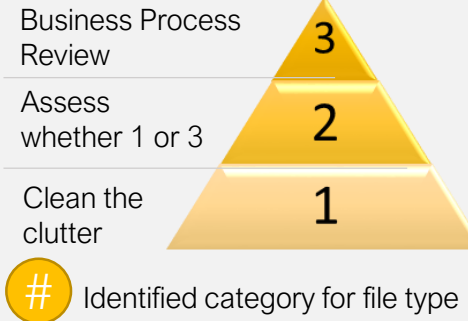 Business Process
Review
3
Assess
whether 1 or 3
2
Clean the
clutter
1
# Identified category for file type